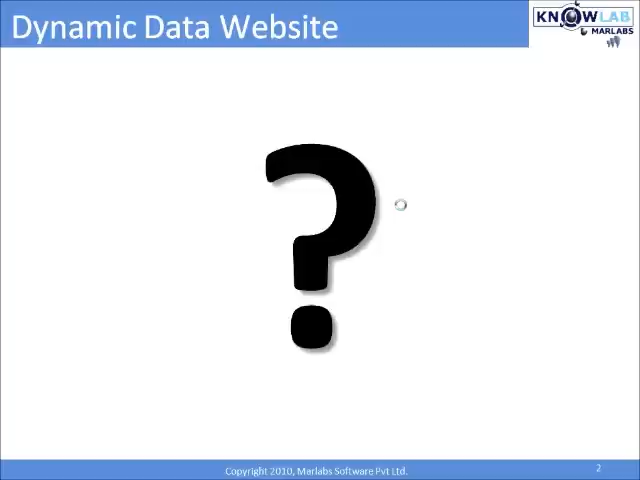 Dynamic Data Website
KNOWLAB
MARLABS
?
Copyright 2010, Marlabs Software Pvt Ltd.
2